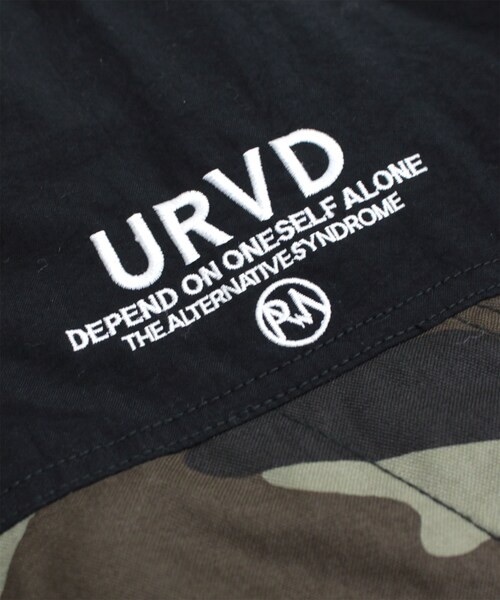 URVD
DEPEND ON ONESELF ALONE
THE ALTERNATIVE SYNDROME